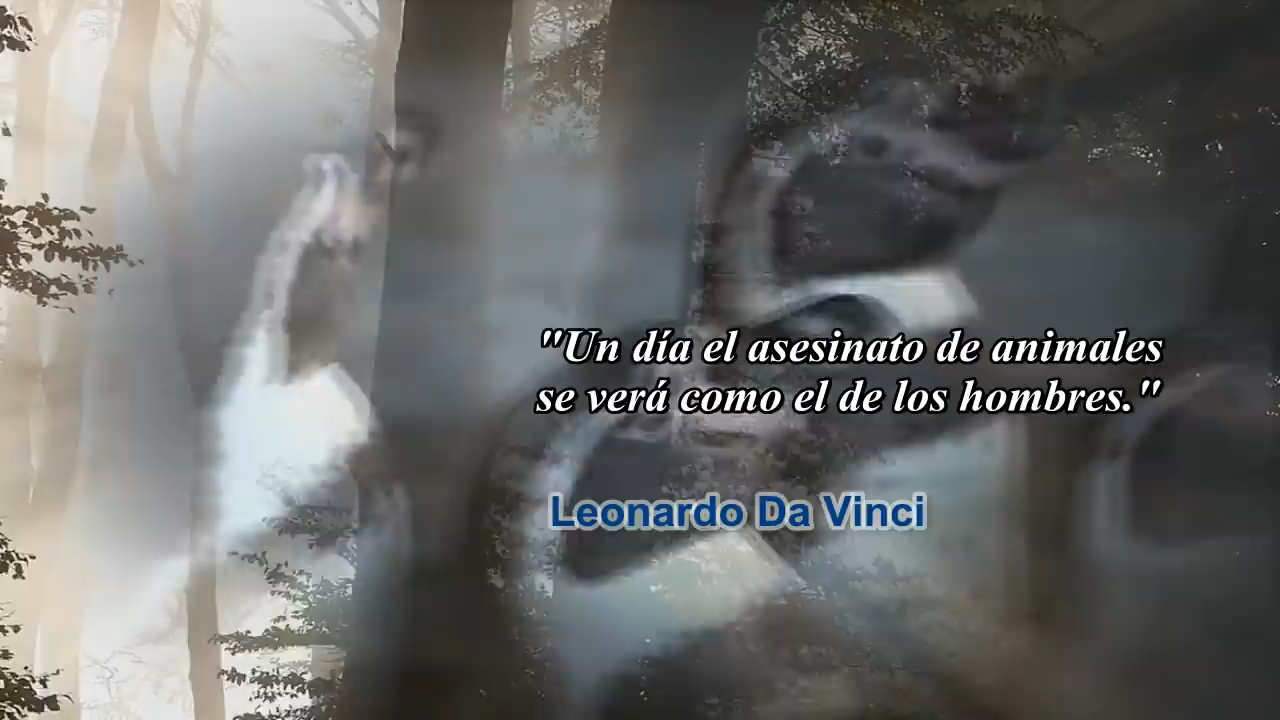 "Un día el asesinato de animales
se verá como el de los hombres."
Leonardo Da Vinci